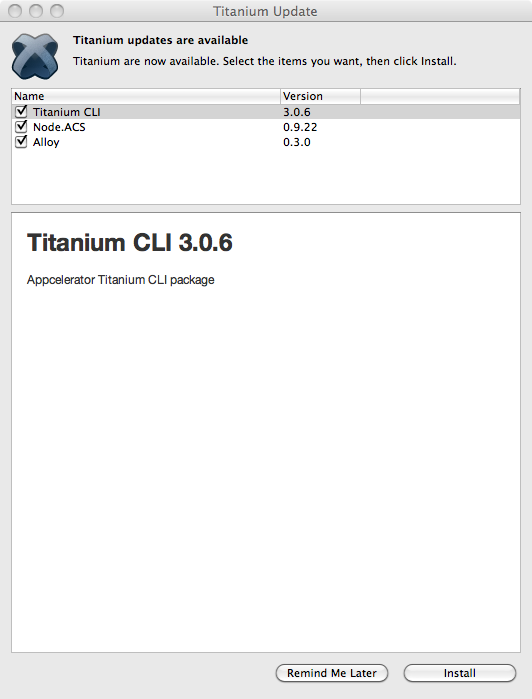 Titanium Update
Titanium updates are available
Titanium are now available. Select the items you want, then click Install.
Name Version
Titanium CLI 3.0.6
Node.ACS 0.9.22
Alloy 0.3.0
Titanium CLI 3.0.6
Appcelerator Titanium CLI package
Remind Me Later Install